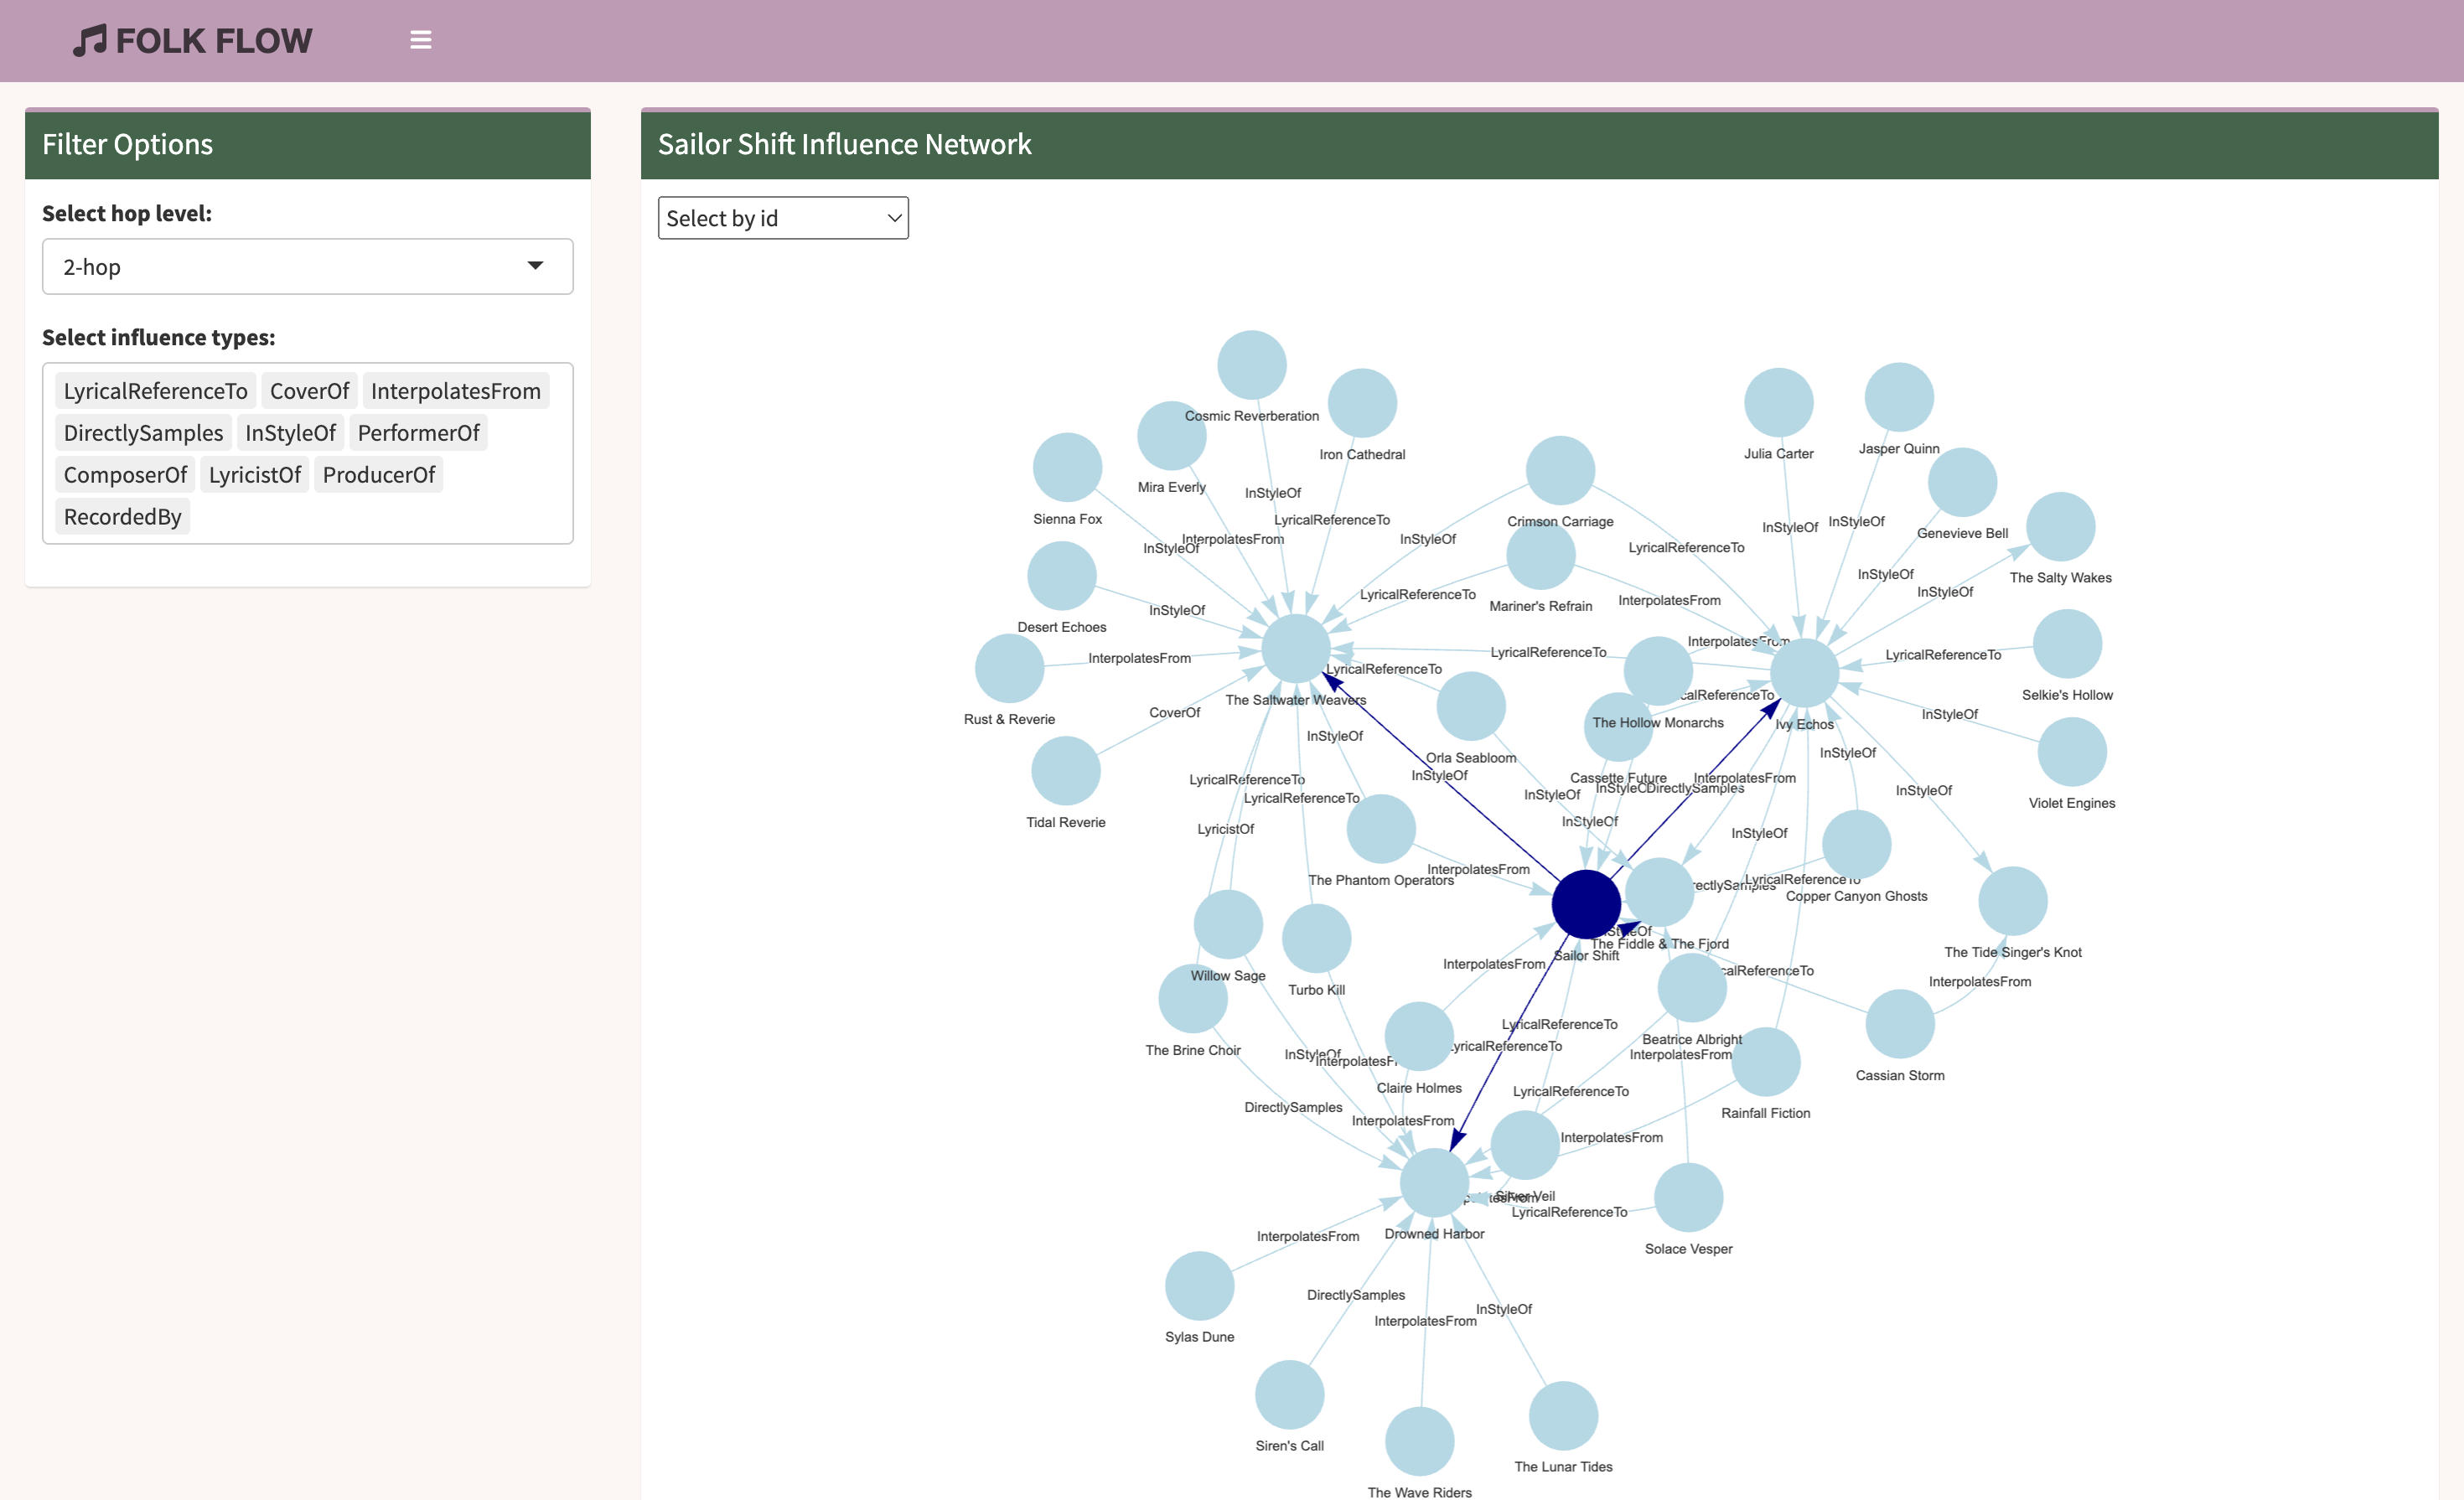 FOLK FLOW
Filter Options
Select hop level:
2-hop
Select influence types:
LyricalReferenceTo CoverOf InterpolatesFrom
DirectlySamples InStyleOf PerformerOf
ComposerOf LyricistOf ProducerOf
RecordedBy
Sailor Shift Influence Network
Select by id
Cosmic Reverberation
Iron Cathedral
Julia Carter
Jasper Quinn
Mira Everly
InStyleOf
Sienna Fox
LyricalReferenceTo
Crimson Carriage
InStyleOf
InStyleOf
Genevieve Bell
InterpolatesFrom
InStyleOf
InStyleOf
LyricalReferenceTo
InStyleOf
The Salty Wakes
InStyleOf
Desert Echoes
LyricalReferenceTo
Mariner's Refrain
InterpolatesFrom
InStyleOf
InterpolatesFrom
LyricalReferenceTo
InterpolatesFrom
LyricalReferenceTo
LyricalReferenceTo
Selkie's Hollow
The Saltwater Weavers
Rust & Reverie
CoverOf
The Hollow Monarchs
Ivy Echos
InStyleOf
InStyleOf
Orla Seabloom
InStyleOf
InStyleOf
Cassette Future
InterpolatesFrom
LyricalReferenceTo
LyricalReferenceTo
InStyleOf
DirectlySamples
InStyleOf
Violet Engines
Tidal Reverie
LyricistOf
InStyleOf
InStyleOf
InterpolatesFrom
The Phantom Operators
LyricalReferenceTo
Copper Canyon Ghosts
The Fiddle & The Fjord
Sailor Shift
The Tide Singer's Knot
InterpolatesFrom
Willow Sage
Turbo Kill
InterpolatesFrom
LyricalReferenceTo
Beatrice Albright
LyricalReferenceTo
The Brine Choir
InStyleOf
InterpolatesFrom
Cassian Storm
Claire Holmes
LyricalReferenceTo
DirectlySamples
InterpolatesFrom
Rainfall Fiction
InterpolatesFrom
Silver Veil
LyricalReferenceTo
InterpolatesFrom
Drowned Harbor
Solace Vesper
DirectlySamples
InStyleOf
InterpolatesFrom
Sylas Dune
Siren's Call
The Lunar Tides
The Wave Riders